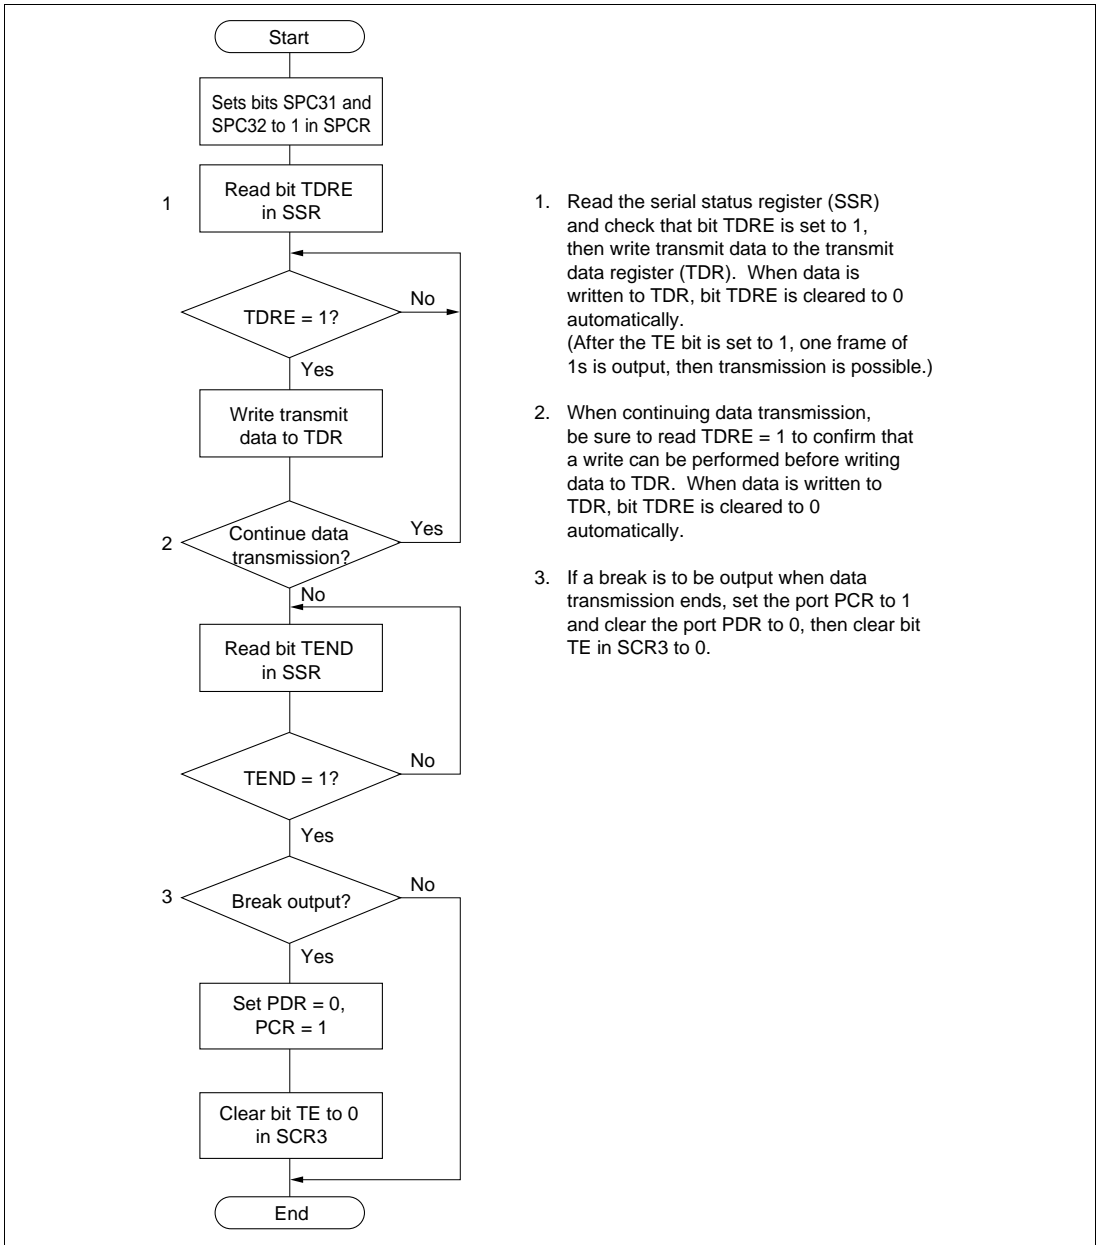 Start
Sets bits SPC31 and
SPC32 to 1 in SPCR
1
Read bit TDRE
in SSR
TDRE = 1?
No
Yes
Write transmit
data to TDR
2
Continue data
transmission?
Yes
No
Read bit TEND
in SSR
TEND = 1?
No
Yes
3
Break output?
No
Yes
Set PDR = 0,
PCR = 1
Clear bit TE to 0
in SCR3
End
1. Read the serial status register (SSR)
and check that bit TDRE is set to 1,
then write transmit data to the transmit
data register (TDR). When data is
written to TDR, bit TDRE is cleared to 0
automatically.
(After the TE bit is set to 1, one frame of
1s is output, then transmission is possible.)
2. When continuing data transmission,
be sure to read TDRE = 1 to confirm that
a write can be performed before writing
data to TDR. When data is written to
TDR, bit TDRE is cleared to 0
automatically.
3. If a break is to be output when data
transmission ends, set the port PCR to 1
and clear the port PDR to 0, then clear bit
TE in SCR3 to 0.